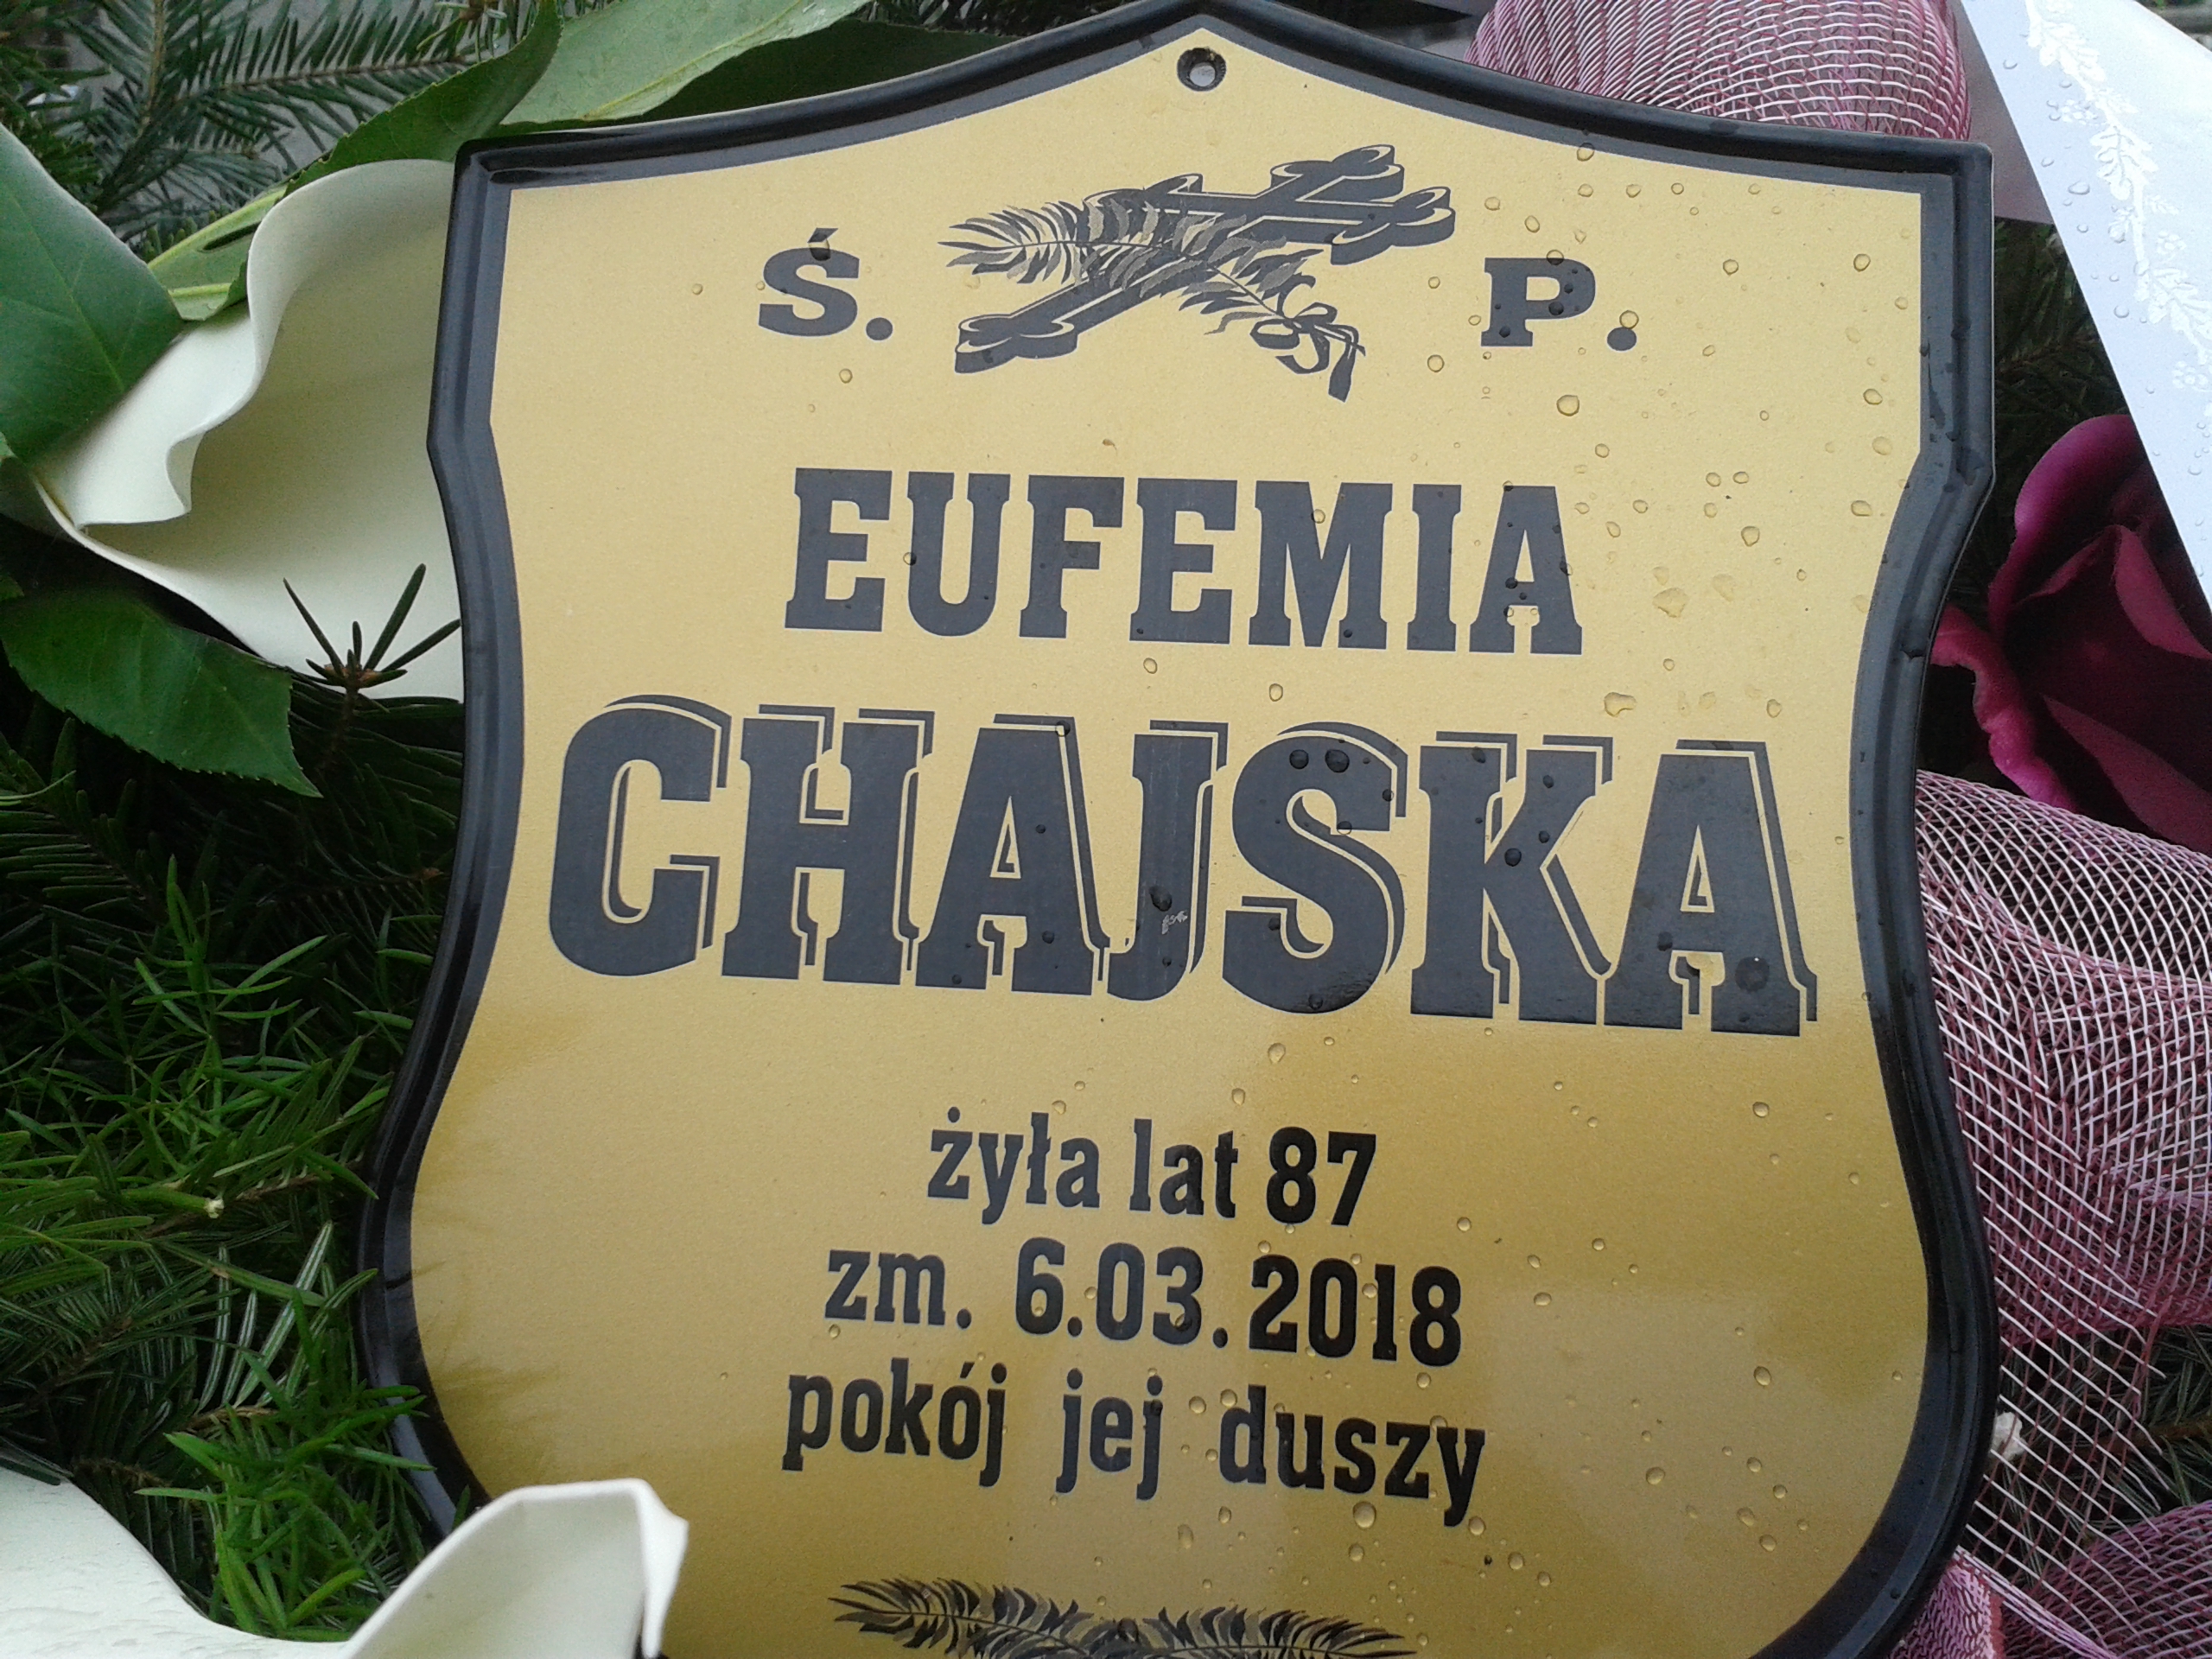 Ś. P.
EUFEMIA
CHAJSKA
żyła lat 87
zm. 6.03.2018
pokój jej duszy